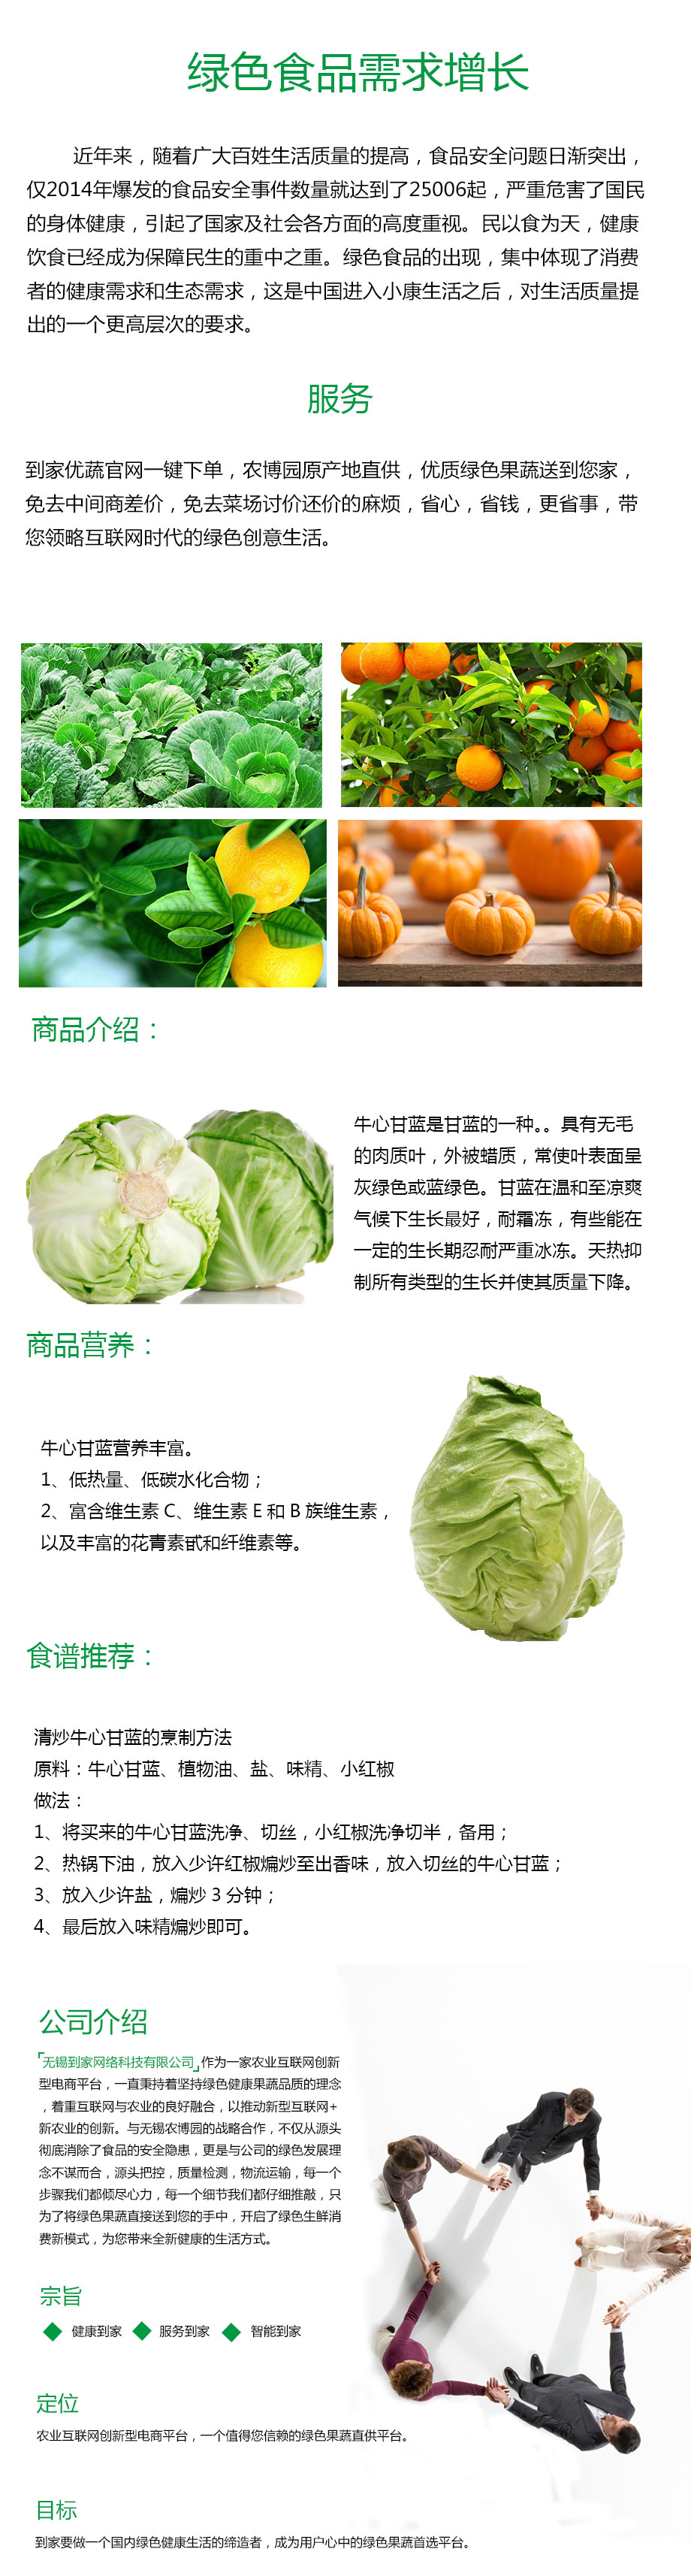 绿色食品需求增长
近年来，随着广大百姓生活质量的提高，食品安全问题日渐突出，
仅2014年爆发的食品安全事件数量就达到了25006起，严重危害了国民
的身体健康，引起了国家及社会各方面的高度重视。民以食为天，健康
饮食已经成为保障民生的重中之重。绿色食品的出现，集中体现了消费
者的健康需求和生态需求，这是中国进入小康生活之后，对生活质量提
出的一个更高层次的要求。
服务
到家优蔬官网一键下单，农博园原产地直供，优质绿色果蔬送到您家，
免去中间商差价，免去菜场讨价还价的麻烦，省心，省钱，更省事，带
您领略互联网时代的绿色创意生活。
商品介绍：
牛心甘蓝是甘蓝的一种。。具有无毛
的肉质叶，外被蜡质，常使叶表面呈
灰绿色或蓝绿色。甘蓝在温和至凉爽
气候下生长最好，耐霜冻，有些能在
一定的生长期忍耐严重冰冻。天热抑
制所有类型的生长并使其质量下降。
商品营养：
牛心甘蓝营养丰富。
1、低热量、低碳水化合物；
2、富含维生素 C、维生素 E 和 B 族维生素，
以及丰富的花青素甙和纤维素等。
食谱推荐：
清炒牛心甘蓝的烹制方法
原料：牛心甘蓝、植物油、盐、味精、小红椒
做法：
1、将买来的牛心甘蓝洗净、切丝，小红椒洗净切半，备用；
2、热锅下油，放入少许红椒煸炒至出香味，放入切丝的牛心甘蓝；
3、放入少许盐，煸炒 3 分钟；
4、最后放入味精煸炒即可。
公司介绍
「无锡到家网络科技有限公司」作为一家农业互联网创新
型电商平台，一直秉持着坚持绿色健康果蔬品质的理念
，着重互联网与农业的良好融合，以推动新型互联网+
新农业的创新。与无锡农博园的战略合作，不仅从源头
彻底消除了食品的安全隐患，更是与公司的绿色发展理
念不谋而合，源头把控，质量检测，物流运输，每一个
步骤我们都倾尽心力，每一个细节我们都仔细推敲，只
为了将绿色果蔬直接送到您的手中，开启了绿色生鲜消
费新模式，为您带来全新健康的生活方式。
宗旨
◆ 健康到家 ◆ 服务到家 ◆ 智能到家
定位
农业互联网创新型电商平台，一个值得您信赖的绿色果蔬直供平台。
目标
到家要做一个国内绿色健康生活的缔造者，成为用户心中的绿色果蔬首选平台。